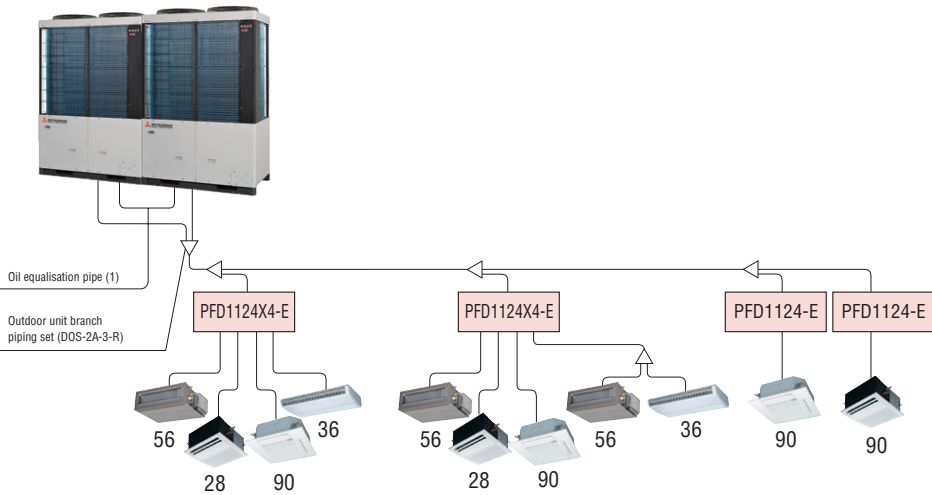 Oil equalisation pipe (1)
Outdoor unit branch
piping set (DOS-2A-3-R)
PFD1124X4-E
PFD1124X4-E
PFD1124-E
PFD1124-E
56
28
90
36
56
28
90
56
36
90
90